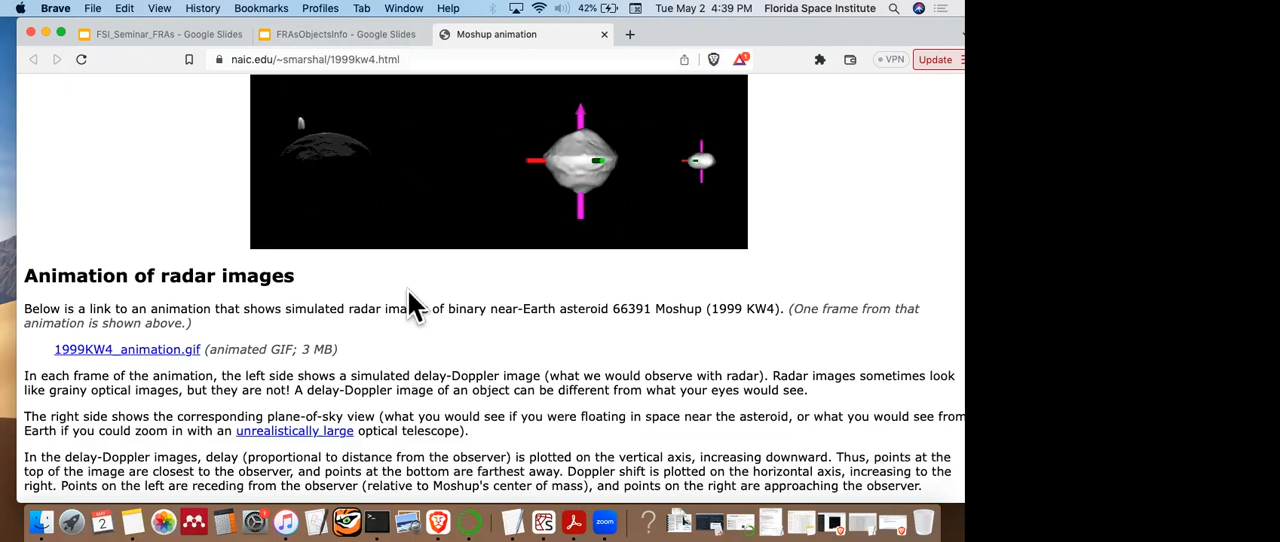 Brave File Edit View History Bookmarks Profiles Tab Window Help 42% Tue May 2 4:39 PM Florida Space Institute
FSI_Seminar_FRAs - Google Slides FRAsObjectsInfo - Google Slides Moshup animation
naic.edu/~smarshal/1999kw4.html 1 VPN Update
Animation of radar images
Below is a link to an animation that shows simulated radar of binary near-Earth asteroid 66391 Moshup (1999 KW4). (One frame from that
animation is shown above.)
1999KW4_animation.gif (animated GIF; 3 MB)
In each frame of the animation, the left side shows a simulated delay-Doppler image (what we would observe with radar). Radar images sometimes look
like grainy optical images, but they are not! A delay-Doppler image of an object can be different from what your eyes would see.
The right side shows the corresponding plane-of-sky view (what you would see if you were floating in space near the asteroid, or what you would see from
Earth if you could zoom in with an unrealistically large optical telescope).
In the delay-Doppler images, delay (proportional to distance from the observer) is plotted on the vertical axis, increasing downward. Thus, points at the
top of the image are closest to the observer, and points at the bottom are farthest away. Doppler shift is plotted on the horizontal axis, increasing to the
right. Points on the left are receding from the observer (relative to Moshup's center of mass), and points on the right are approaching the observer.
MAY
2
1
zoom